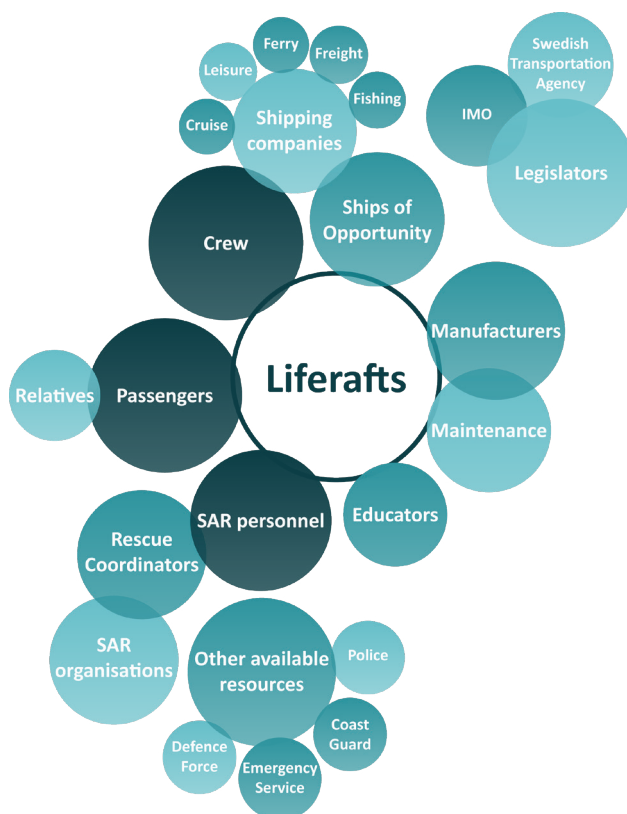 Ferry
Freight
Leisure
Fishing
Cruise
Shipping
companies
Swedish
Transportation
Agency
IMO
Legislators
Ships of
Opportunity
Crew
Manufacturers
Liferafts
Relatives
Passengers
Maintenance
SAR personnel
Educators
Rescue
Coordinators
SAR
organisations
Other available
resources
Police
Coast
Guard
Defence
Force
Emergency
Service